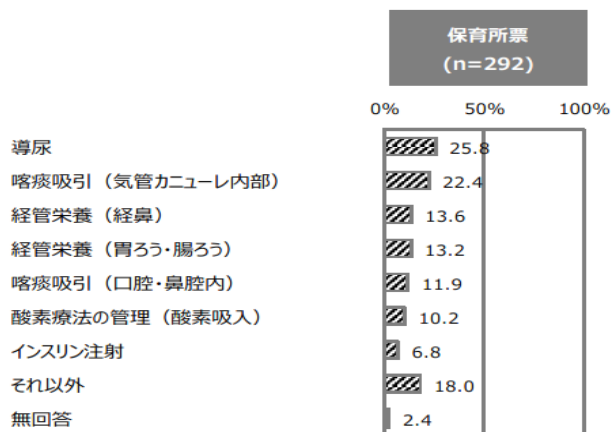 保育所票
(n=292)
0% 50% 100%
導尿 25.8
喀痰吸引（気管カニューレ内部） 22.4
経管栄養（経鼻） 13.6
経管栄養（胃ろう・腸ろう） 13.2
喀痰吸引（口腔・鼻腔内） 11.9
酸素療法の管理（酸素吸入） 10.2
インスリン注射 6.8
それ以外 18.0
無回答 2.4